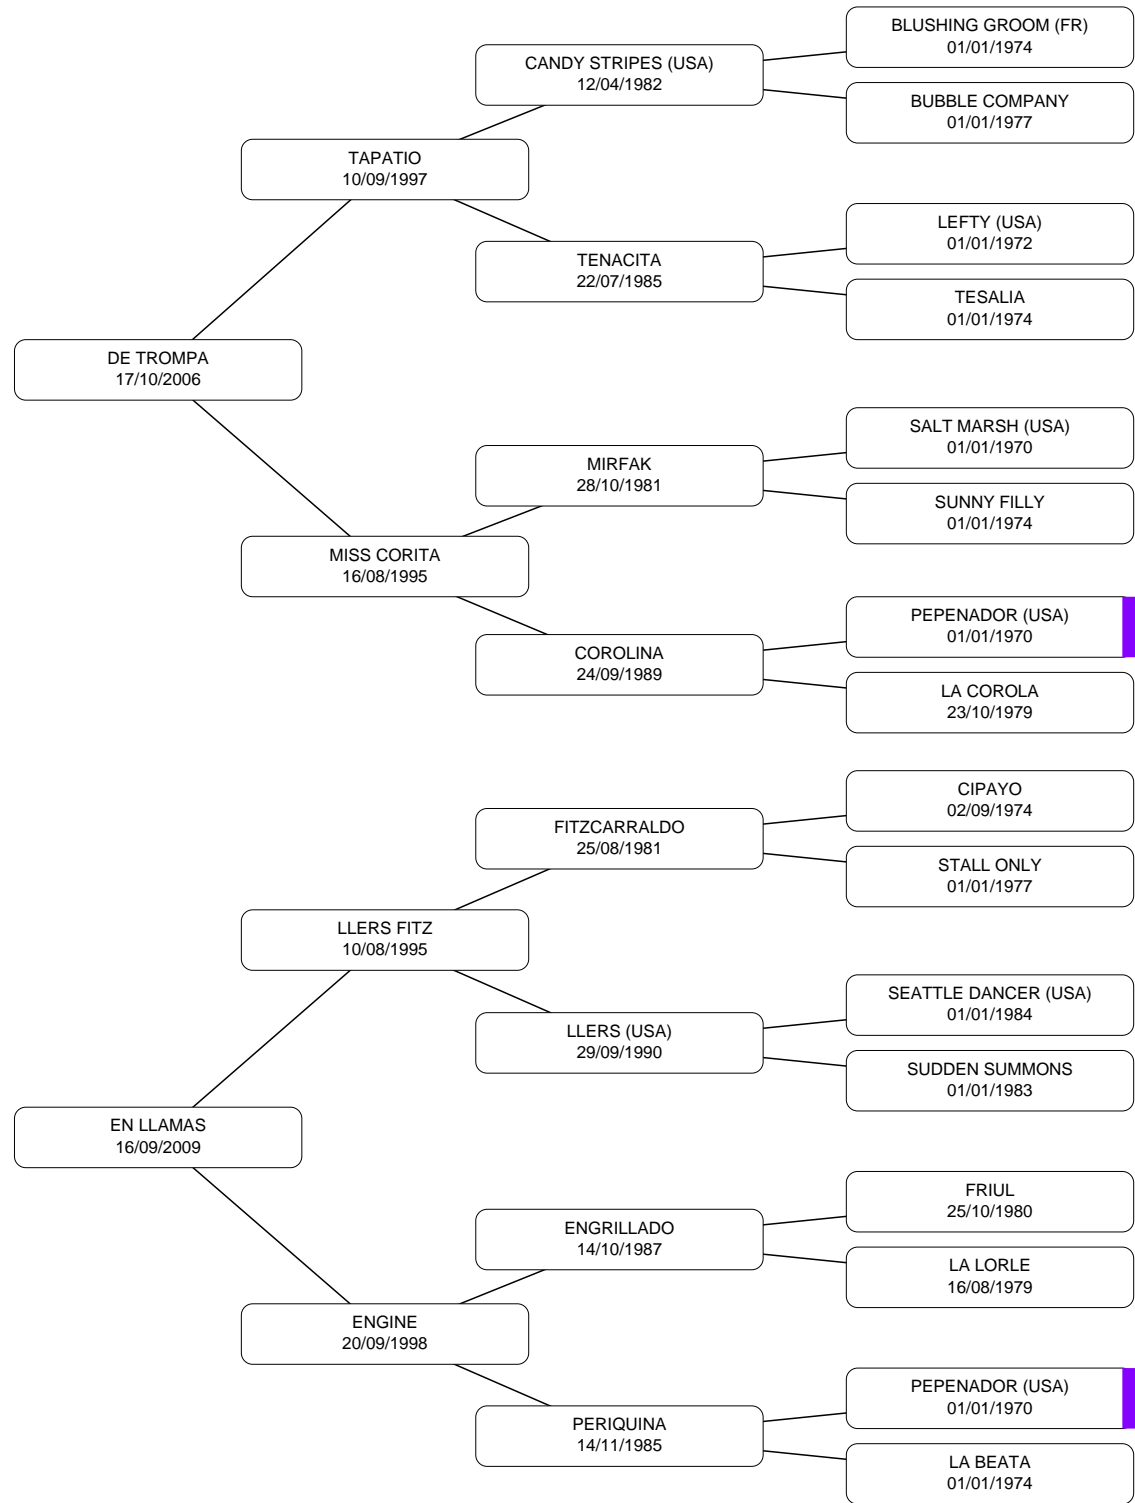 BLUSHING GROOM (FR)
01/01/1974
CANDY STRIPES (USA)
12/04/1982
BUBBLE COMPANY
01/01/1977
TAPATIO
10/09/1997
LEFTY (USA)
01/01/1972
TENACITA
22/07/1985
TESALIA
01/01/1974
DE TROMPA
17/10/2006
SALT MARSH (USA)
01/01/1970
MIRFAK
28/10/1981
SUNNY FILLY
01/01/1974
MISS CORITA
16/08/1995
PEPENADOR (USA)
01/01/1970
COROLINA
24/09/1989
LA COROLA
23/10/1979
CIPAYO
02/09/1974
FITZCARRALDO
25/08/1981
STALL ONLY
01/01/1977
LLERS FITZ
10/08/1995
SEATTLE DANCER (USA)
01/01/1984
LLERS (USA)
29/09/1990
SUDDEN SUMMONS
01/01/1983
EN LLAMAS
16/09/2009
FRIUL
25/10/1980
ENGRILLADO
14/10/1987
LA LORLE
16/08/1979
ENGINE
20/09/1998
PEPENADOR (USA)
01/01/1970
PERIQUINA
14/11/1985
LA BEATA
01/01/1974